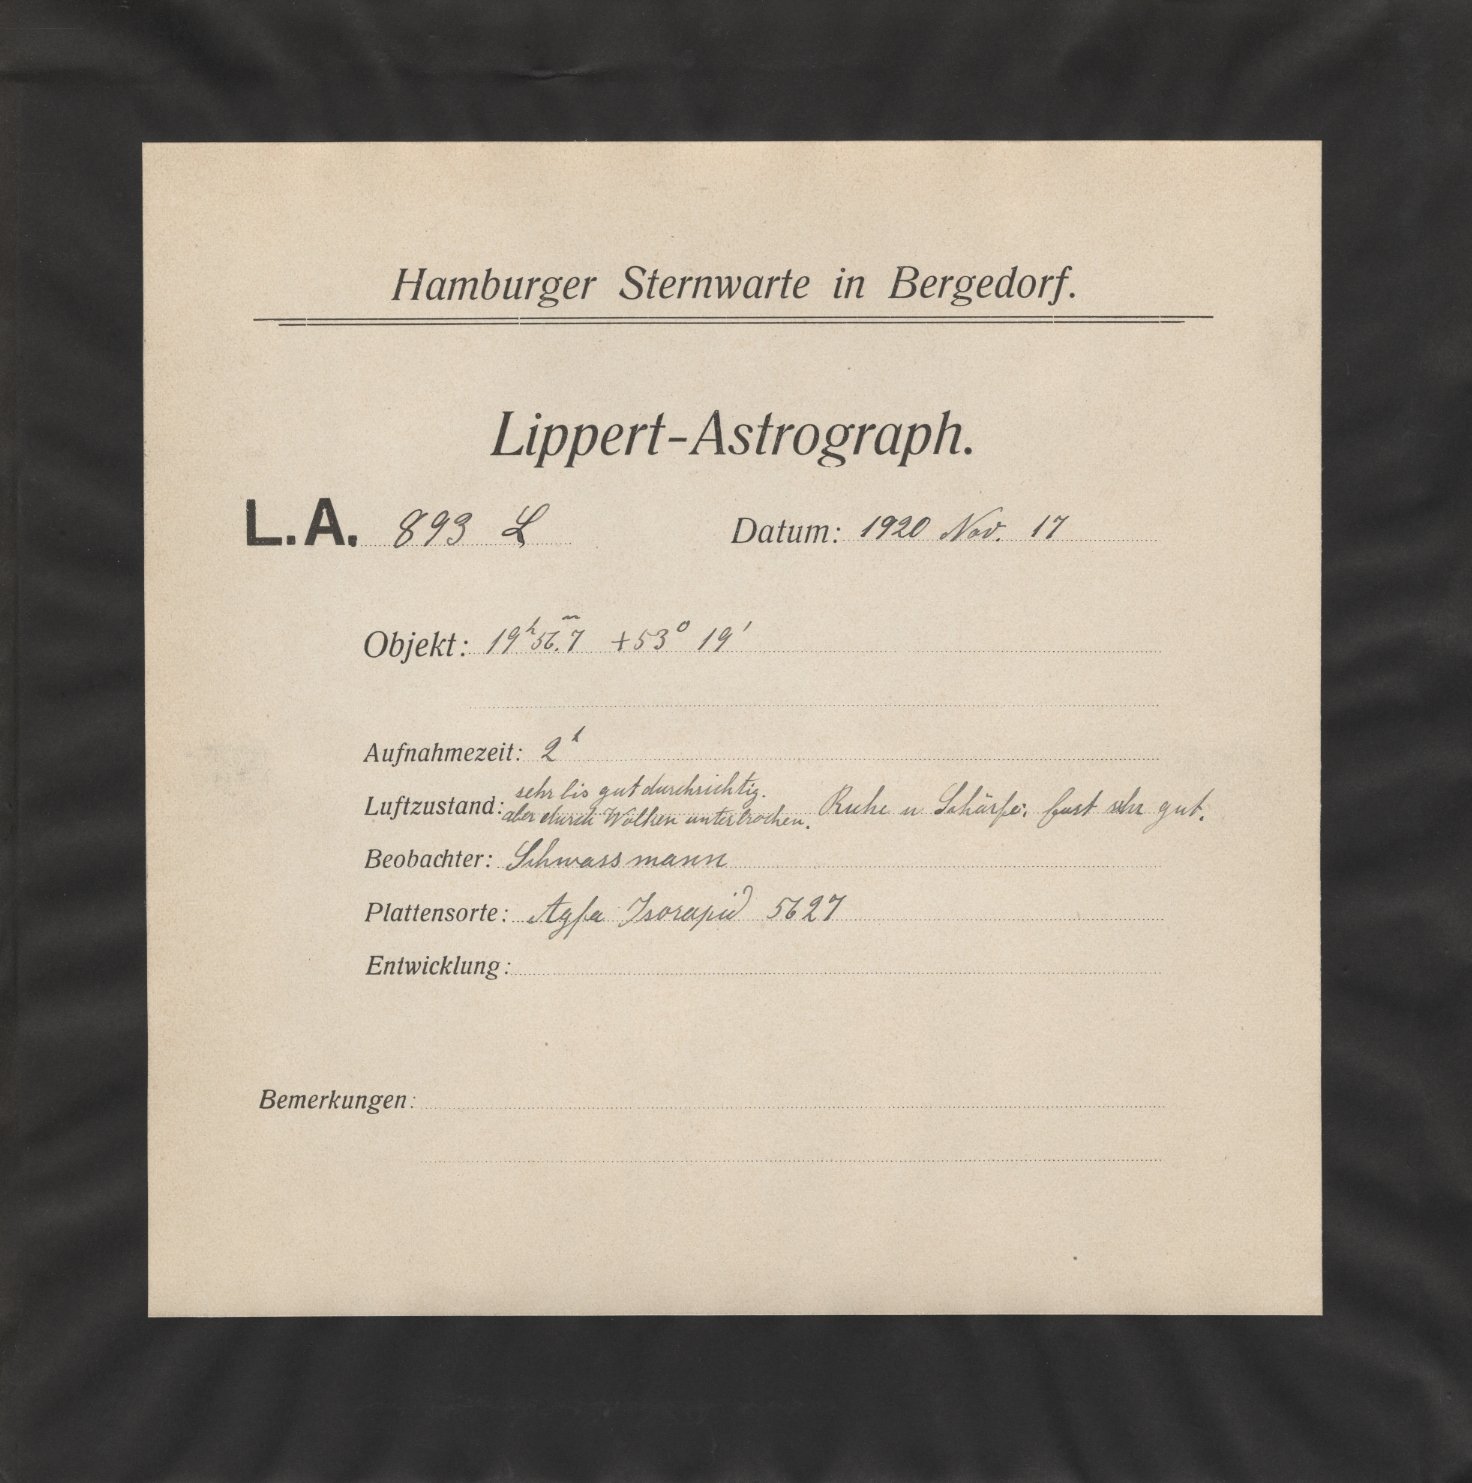 Hamburger Sternwarte in Bergedorf.
Lippert-Astrograph.
L.A. 893 L Datum: 1920 Nov. 17
Objekt: 19ʰ 56.ᵐ7 +53° 19'
Aufnahmezeit: 2ʰ
Luftzustand: sehr bis gut durchsichtig.
aber durch Wolken unterbrochen. Ruhe u Schärfe: fast sehr gut.
Beobachter: Schwassmann
Plattensorte: Agfa Isorapid 5627
Entwicklung:
Bemerkungen: